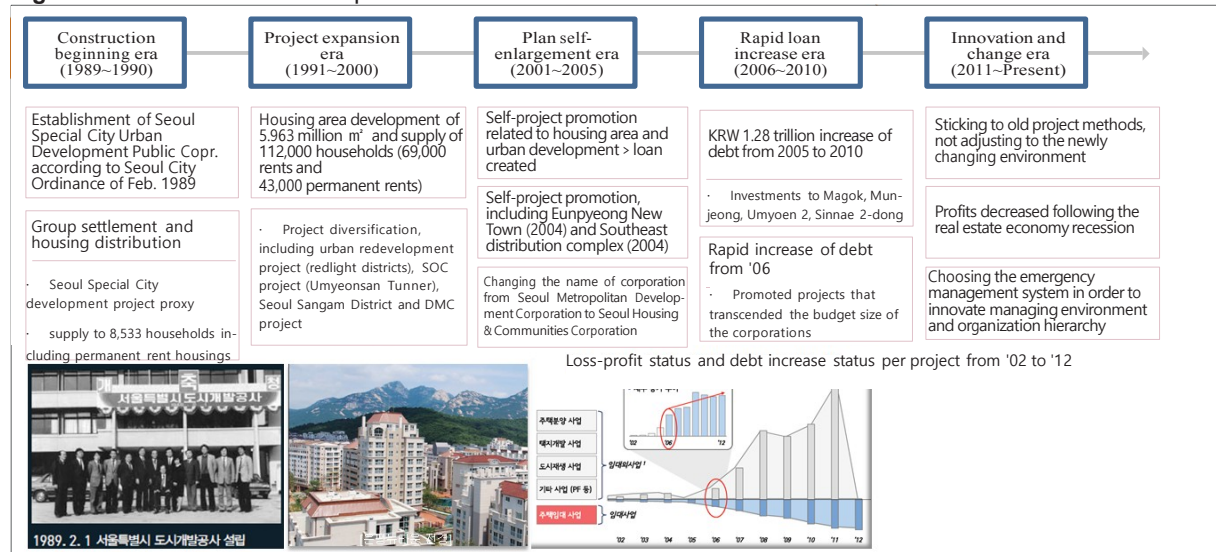 Construction
beginning era
(1989~1990)
Project expansion
era
(1991~2000)
Plan self-
enlargement era
(2001~2005)
Rapid loan
increase era
(2006~2010)
Innovation and
change era
(2011~Present)
Establishment of Seoul
Special City Urban
Development Public Copr.
according to Seoul City
Ordinance of Feb. 1989
Group settlement and
housing distribution
· Seoul Special City
development project proxy
· supply to 8,533 households in-
cluding permanent rent housings
Housing area development of
5.963 million m² and supply of
112,000 households (69,000
rents and
43,000 permanent rents)
· Project diversification,
including urban redevelopment
project (redlight districts), SOC
project (Umyeonsan Tunner),
Seoul Sangam District and DMC
project
Self-project promotion
related to housing area and
urban development > loan
created
Self-project promotion,
including Eunpyeong New
Town (2004) and Southeast
distribution complex (2004)
Changing the name of corporation
from Seoul Metropolitan Develop-
ment Corporation to Seoul Housing
& Communities Corporation
KRW 1.28 trillion increase of
debt from 2005 to 2010
· Investments to Magok, Mun-
jeong, Umyoen 2, Sinnae 2-dong
Rapid increase of debt
from '06
· Promoted projects that
transcended the budget size of
the corporations
Sticking to old project methods,
not adjusting to the newly
changing environment
Profits decreased following the
real estate economy recession
Choosing the emergency
management system in order to
innovate managing environment
and organization hierarchy
Loss-profit status and debt increase status per project from '02 to '12
개 축 청
서울특별시도시개발공사
1989. 2. 1 서울특별시 도시개발공사 설립
주택분양 사업
택지개발 사업
도시재생 사업
기타 사업 (PF 등)
주택임대 사업
임대외사업
임대사업
'02 '06 '12
'02 '03 '04 '05 '06 '07 '08 '09 '10 '11 '12